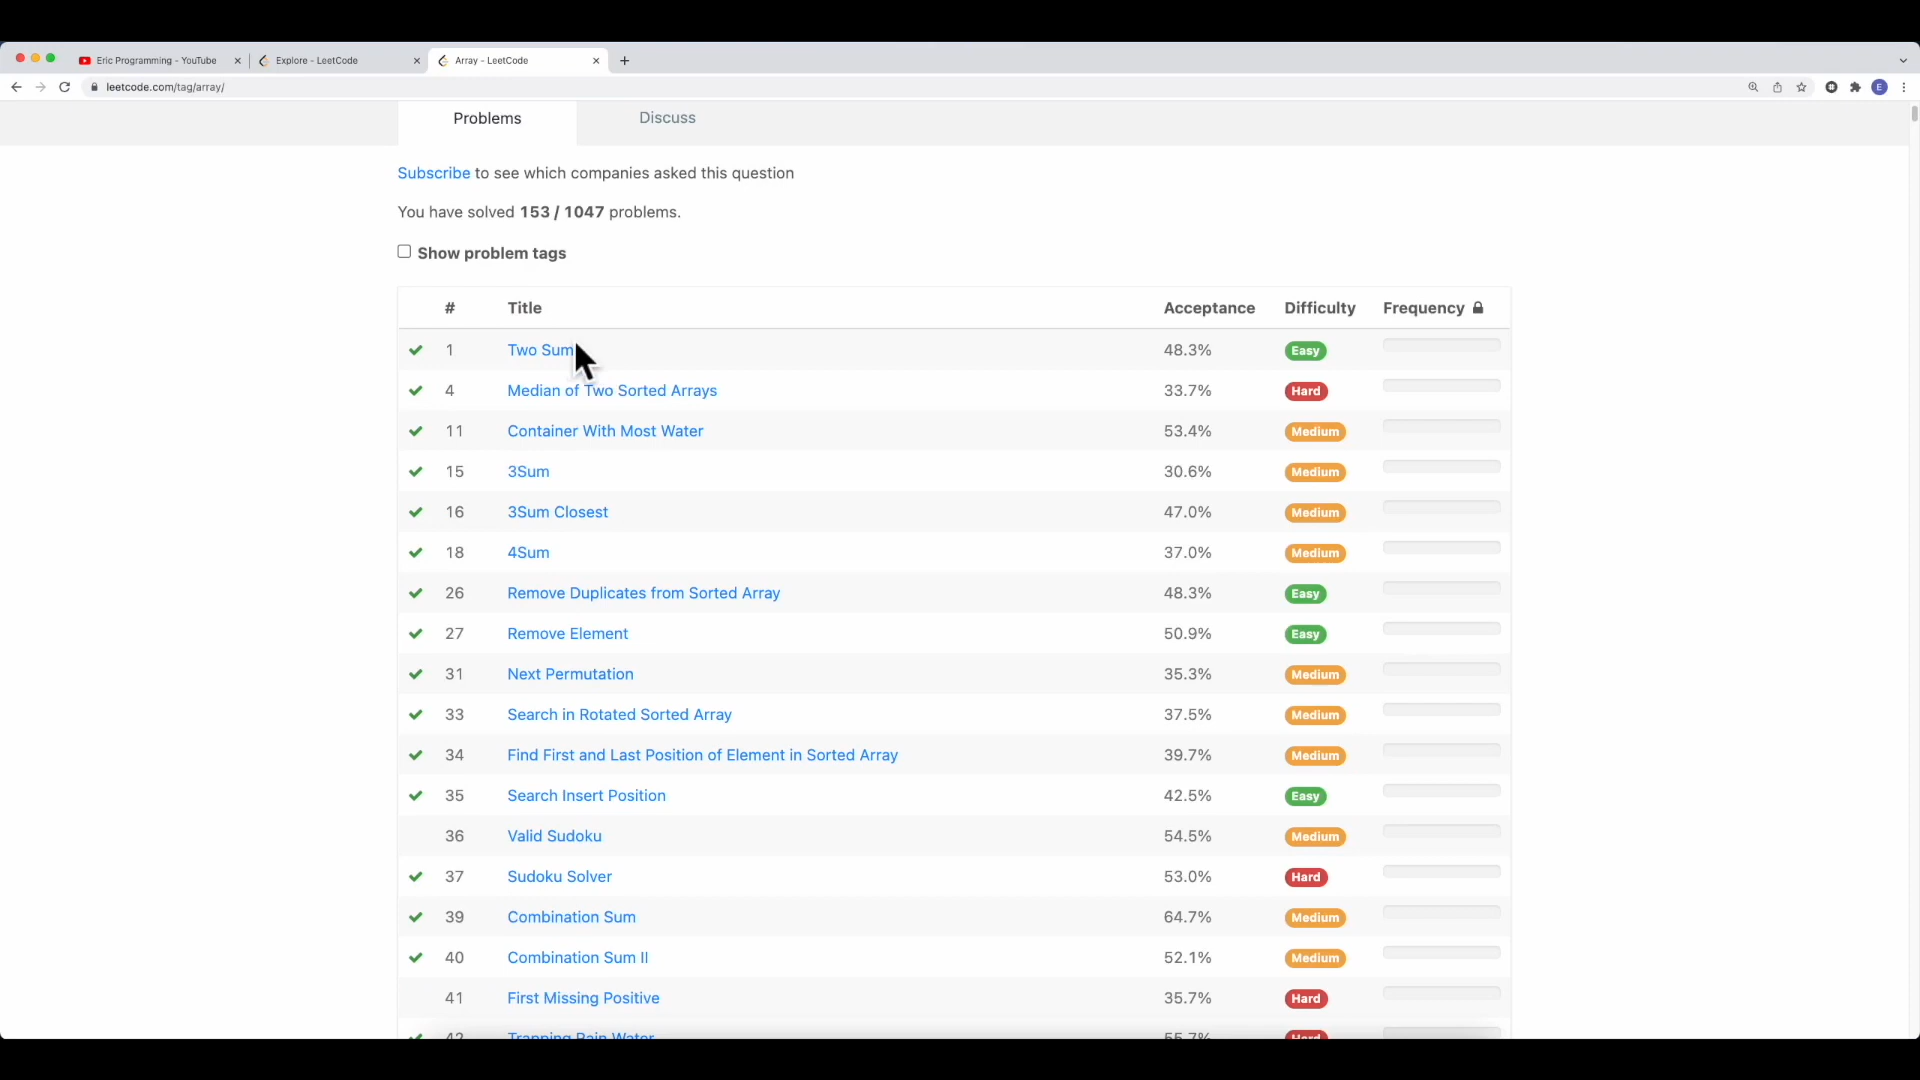 Eric Programming - YouTube
Explore - LeetCode
Array - LeetCode
leetcode.com/tag/array/
E
Problems Discuss
Subscribe to see which companies asked this question
You have solved 153 / 1047 problems.
Show problem tags
# Title Acceptance Difficulty Frequency
1 Two Sum 48.3% Easy
4 Median of Two Sorted Arrays 33.7% Hard
11 Container With Most Water 53.4% Medium
15 3Sum 30.6% Medium
16 3Sum Closest 47.0% Medium
18 4Sum 37.0% Medium
26 Remove Duplicates from Sorted Array 48.3% Easy
27 Remove Element 50.9% Easy
31 Next Permutation 35.3% Medium
33 Search in Rotated Sorted Array 37.5% Medium
34 Find First and Last Position of Element in Sorted Array 39.7% Medium
35 Search Insert Position 42.5% Easy
36 Valid Sudoku 54.5% Medium
37 Sudoku Solver 53.0% Hard
39 Combination Sum 64.7% Medium
40 Combination Sum II 52.1% Medium
41 First Missing Positive 35.7% Hard
42 Trapping Rain Water 55.7% Hard